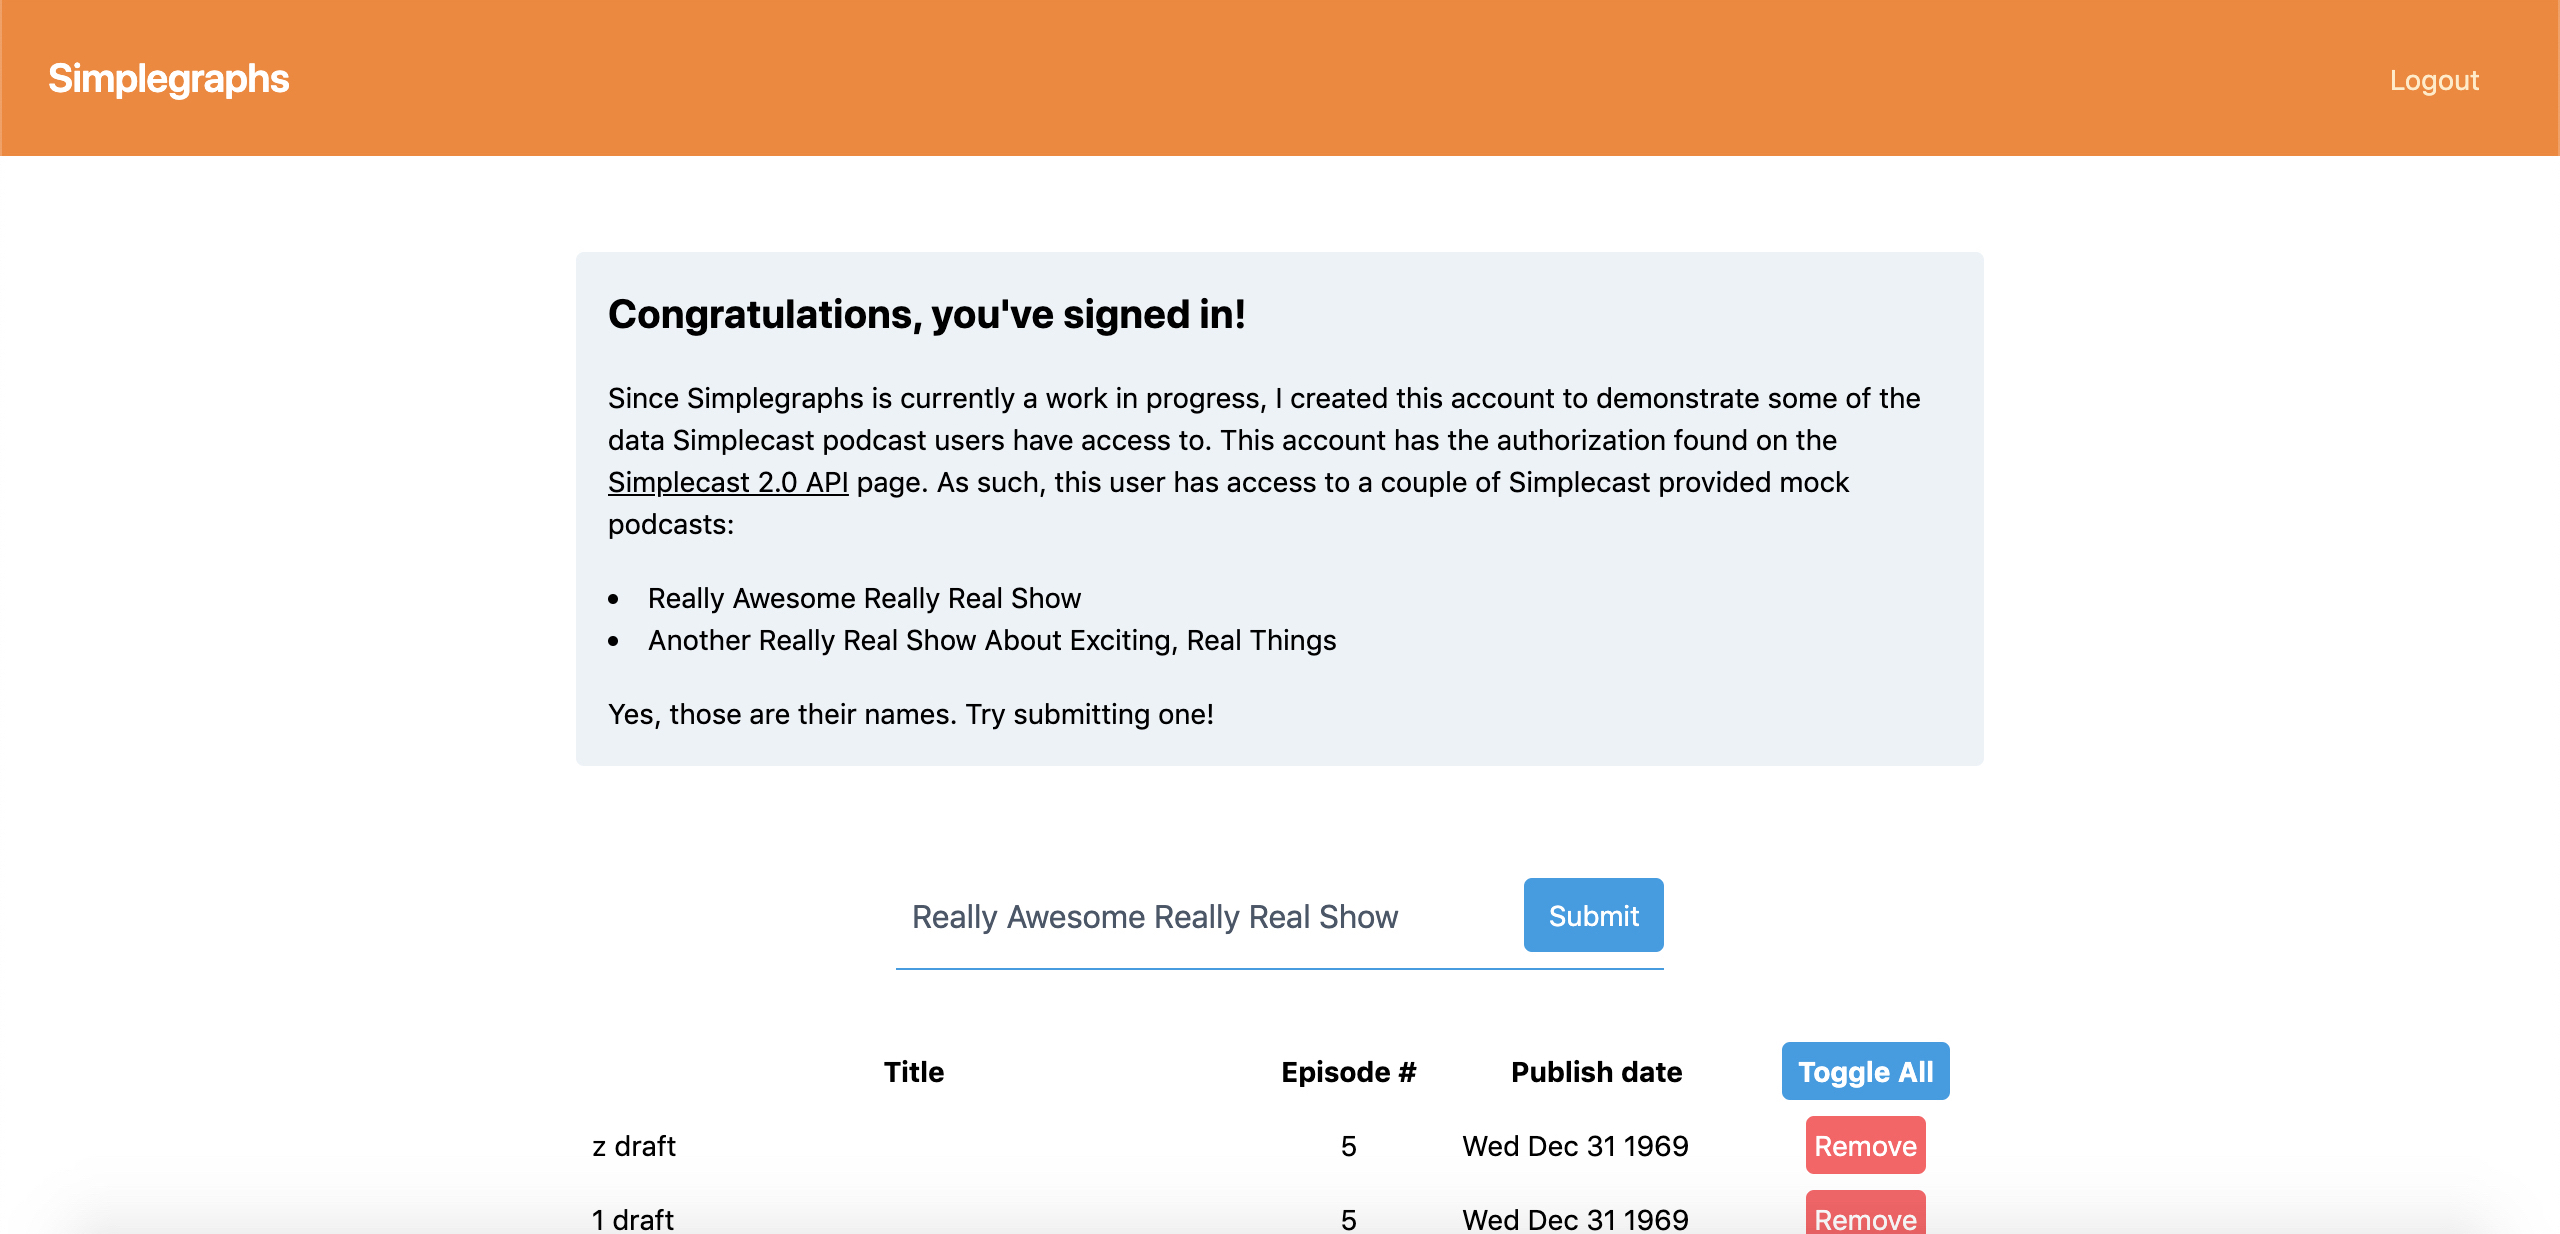 Simplegraphs
Logout
Congratulations, you've signed in!
Since Simplegraphs is currently a work in progress, I created this account to demonstrate some of the
data Simplecast podcast users have access to. This account has the authorization found on the
Simplecast 2.0 API page. As such, this user has access to a couple of Simplecast provided mock
podcasts:
• Really Awesome Really Real Show
• Another Really Real Show About Exciting, Real Things
Yes, those are their names. Try submitting one!
Really Awesome Really Real Show Submit
Title Episode # Publish date Toggle All
z draft 5 Wed Dec 31 1969 Remove
1 draft 5 Wed Dec 31 1969 Remove